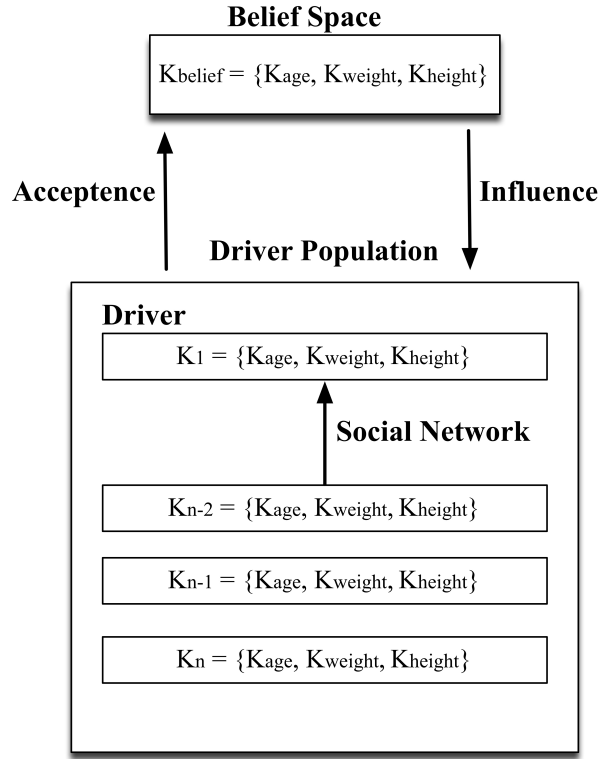 Belief Space
Kbelief = {Kage, Kweight, Kheight}
Acceptence
Influence
Driver Population
Driver
K1 = {Kage, Kweight, Kheight}
Social Network
Kn-2 = {Kage, Kweight, Kheight}
Kn-1 = {Kage, Kweight, Kheight}
Kn = {Kage, Kweight, Kheight}